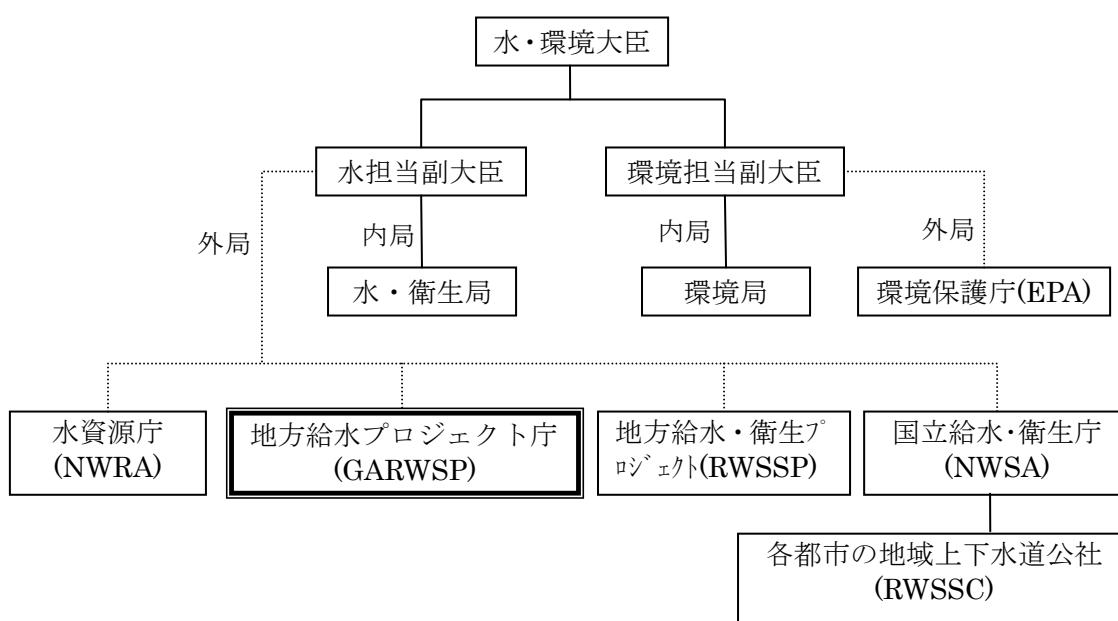 水・環境大臣
水担当副大臣
環境担当副大臣
外局
内局
内局
外局
水・衛生局
環境局
環境保護庁(EPA)
水資源庁
(NWRA)
地方給水プロジェクト庁
(GARWSP)
地方給水・衛生ﾌﾟ
ﾛｼﾞｪｸﾄ(RWSSP)
国立給水・衛生庁
(NWSA)
各都市の地域上下水道公社
(RWSSC)